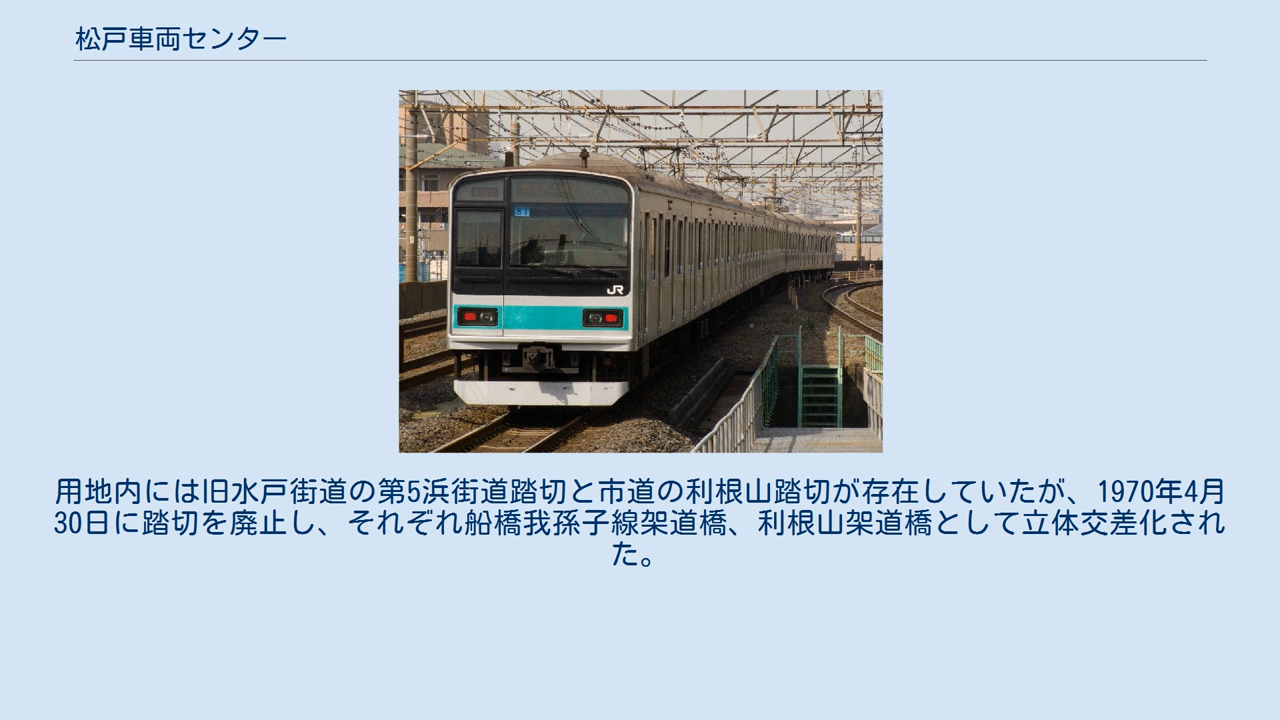 松戸車両センター
81
JR
用地内には旧水戸街道の第5浜街道踏切と市道の利根山踏切が存在していたが、1970年4月
30日に踏切を廃止し、それぞれ船橋我孫子線架道橋、利根山架道橋として立体交差化され
た。